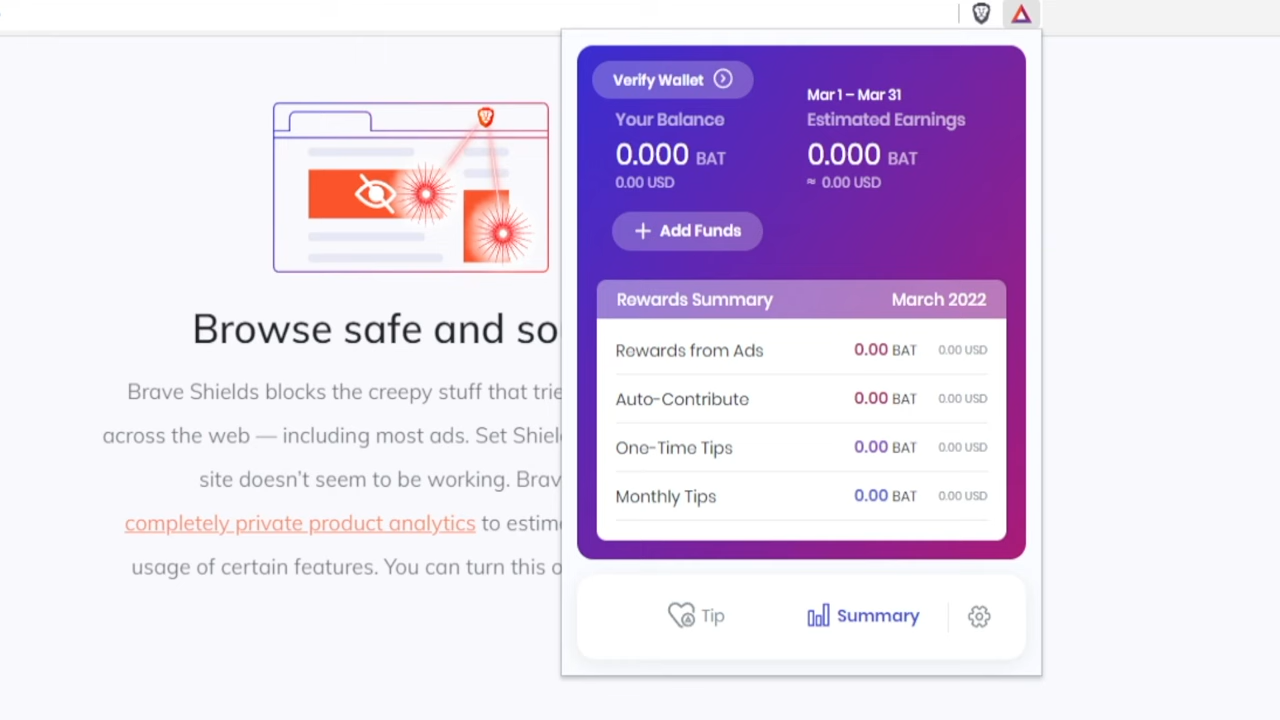 Verify Wallet
Your Balance
0.000 BAT
0.00 USD
Mar 1 – Mar 31
Estimated Earnings
0.000 BAT
≈ 0.00 USD
Add Funds
Rewards Summary March 2022
Rewards from Ads 0.00 BAT 0.00 USD
Auto-Contribute 0.00 BAT 0.00 USD
One-Time Tips 0.00 BAT 0.00 USD
Monthly Tips 0.00 BAT 0.00 USD
Tip Summary
Browse safe and so
Brave Shields blocks the creepy stuff that trie
across the web — including most ads. Set Shiel
site doesn't seem to be working. Brav
completely private product analytics to estim
usage of certain features. You can turn this o